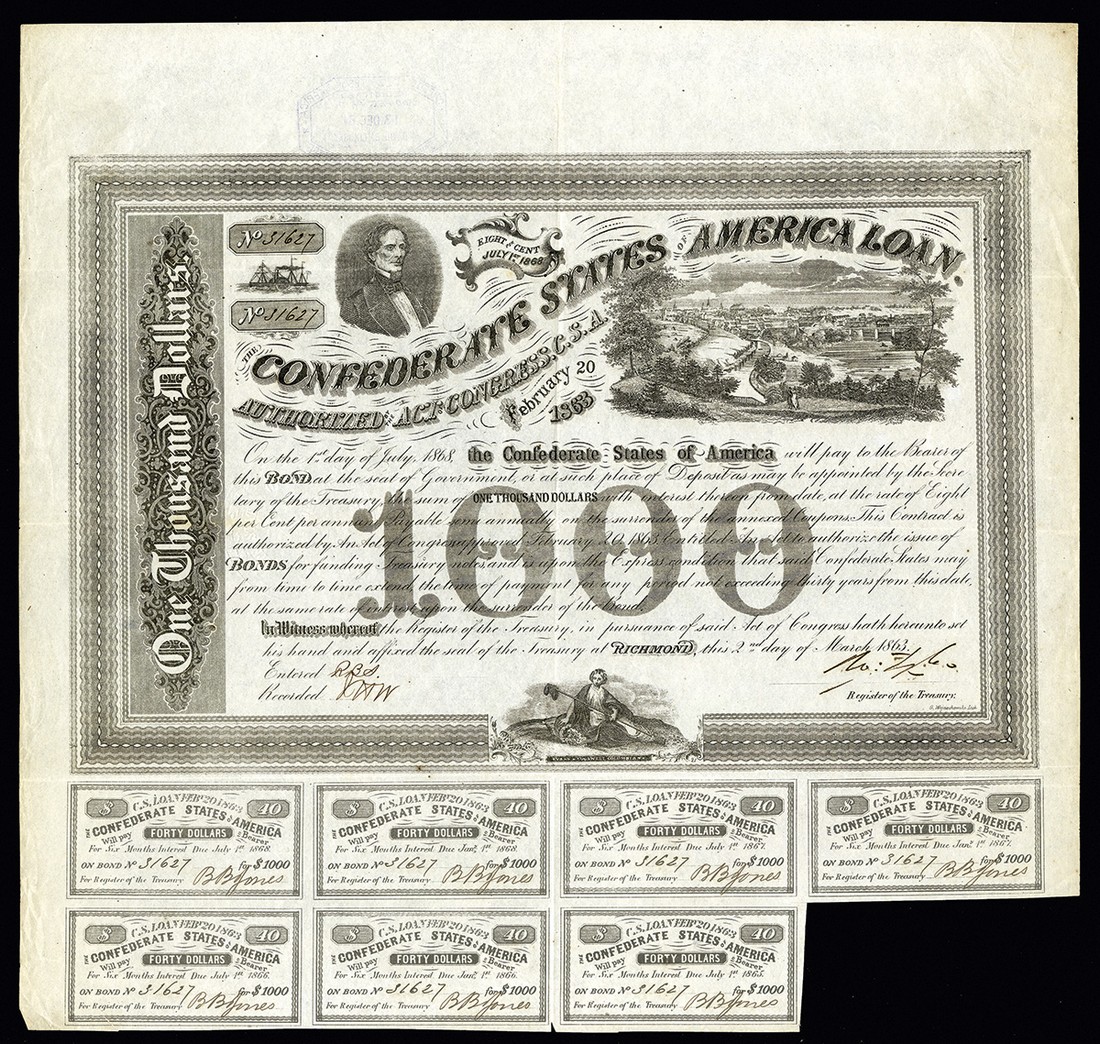 DEC
One Thousand Dollars.
No 31627
No 31627
EIGHT ⅌ CENT
JULY 1st 1868
THE
CONFEDERATE STATES OF AMERICA LOAN.
AUTHORIZED BY ACT OF CONGRESS, C.S.A.
February 20
1863
On the 1st day of July, 1868, the Confederate States of America will pay to the Bearer of
this BOND at the seat of Government, or at such place of Deposit as may be appointed by the Secre-
tary of the Treasury, the sum of ONE THOUSAND DOLLARS with interest thereon from date, at the rate of Eight
per Cent per annum Payable semi annually on the surrender of the annexed Coupons. This Contract is
authorized by An Act of Congress approved February 20, 1863 Entitled An Act to authorize the issue of
BONDS for funding Treasury notes, and is upon the Express condition that said Confederate States may
from time to time extend the time of payment for any period not exceeding thirty years from this date,
at the same rate of interest upon the surrender of the Bond.
1000
In Witness whereof, the Register of the Treasury, in pursuance of said Act of Congress hath hereunto set
his hand and affixed the seal of the Treasury at RICHMOND, this 2nd day of March 1863.
Entered RBS
Recorded
Register of the Treasury.
$ C.S. LOAN FEBY 20 1863 40
THE CONFEDERATE STATES OF AMERICA
Will pay FORTY DOLLARS to Bearer
For Six Months Interest Due July 1st 1868.
ON BOND No 31627 for $1000
For Register of the Treasury B B Jones
$ C.S. LOAN FEBY 20 1863 40
THE CONFEDERATE STATES OF AMERICA
Will pay FORTY DOLLARS to Bearer
For Six Months Interest Due Jany 1st 1868.
ON BOND No 31627 for $1000
For Register of the Treasury B B Jones
$ C.S. LOAN FEBY 20 1863 40
THE CONFEDERATE STATES OF AMERICA
Will pay FORTY DOLLARS to Bearer
For Six Months Interest Due July 1st 1867.
ON BOND No 31627 for $1000
For Register of the Treasury B B Jones
$ C.S. LOAN FEBY 20 1863 40
THE CONFEDERATE STATES OF AMERICA
Will pay FORTY DOLLARS to Bearer
For Six Months Interest Due Jany 1st 1867.
ON BOND No 31627 for $1000
For Register of the Treasury B B Jones
$ C.S. LOAN FEBY 20 1863 40
THE CONFEDERATE STATES OF AMERICA
Will pay FORTY DOLLARS to Bearer
For Six Months Interest Due July 1st 1866.
ON BOND No 31627 for $1000
For Register of the Treasury B B Jones
$ C.S. LOAN FEBY 20 1863 40
THE CONFEDERATE STATES OF AMERICA
Will pay FORTY DOLLARS to Bearer
For Six Months Interest Due Jany 1st 1866.
ON BOND No 31627 for $1000
For Register of the Treasury B B Jones
$ C.S. LOAN FEBY 20 1863 40
THE CONFEDERATE STATES OF AMERICA
Will pay FORTY DOLLARS to Bearer
For Six Months Interest Due July 1st 1865.
ON BOND No 31627 for $1000
For Register of the Treasury B B Jones